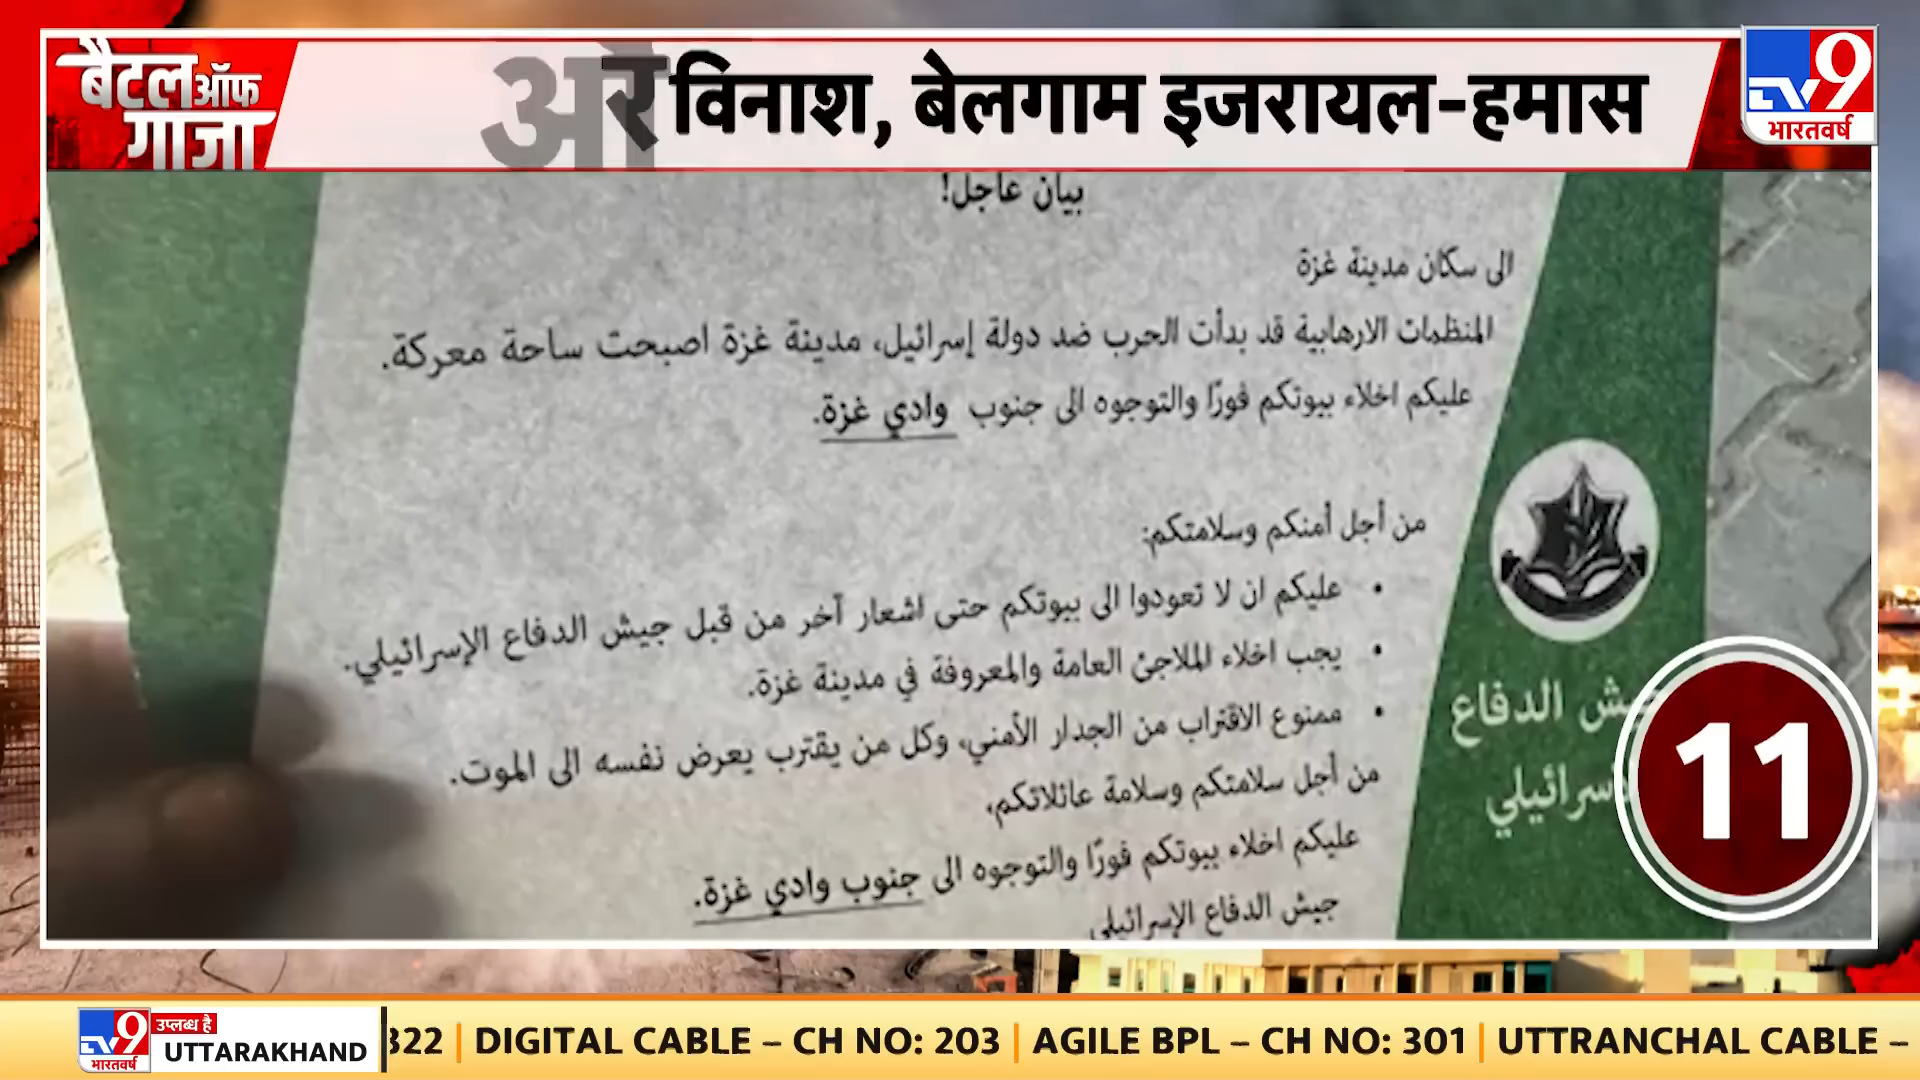 बैटल ऑफ
गाजा
और विनाश, बेलगाम इजरायल-हमास
TV9
भारतवर्ष
بيان عاجل!
الى سكان مدينة غزة
المنظمات الارهابية قد بدأت الحرب ضد دولة إسرائيل، مدينة غزة اصبحت ساحة معركة.
عليكم اخلاء بيوتكم فورًا والتوجوه الى جنوب وادي غزة.
من أجل أمنكم وسلامتكم:
• عليكم ان لا تعودوا الى بيوتكم حتى اشعار آخر من قبل جيش الدفاع الإسرائيلي.
• يجب اخلاء الملاجئ العامة والمعروفة في مدينة غزة.
• ممنوع الاقتراب من الجدار الأمني، وكل من يقترب يعرض نفسه الى الموت.
من أجل سلامتكم وسلامة عائلاتكم،
عليكم اخلاء بيوتكم فورًا والتوجوه الى جنوب وادي غزة.
جيش الدفاع الإسرائيلي
الدفاع
11
TV9
भारतवर्ष
उप्लब्ध है
UTTARAKHAND
322 | DIGITAL CABLE – CH NO: 203 | AGILE BPL – CH NO: 301 | UTTRANCHAL CABLE –